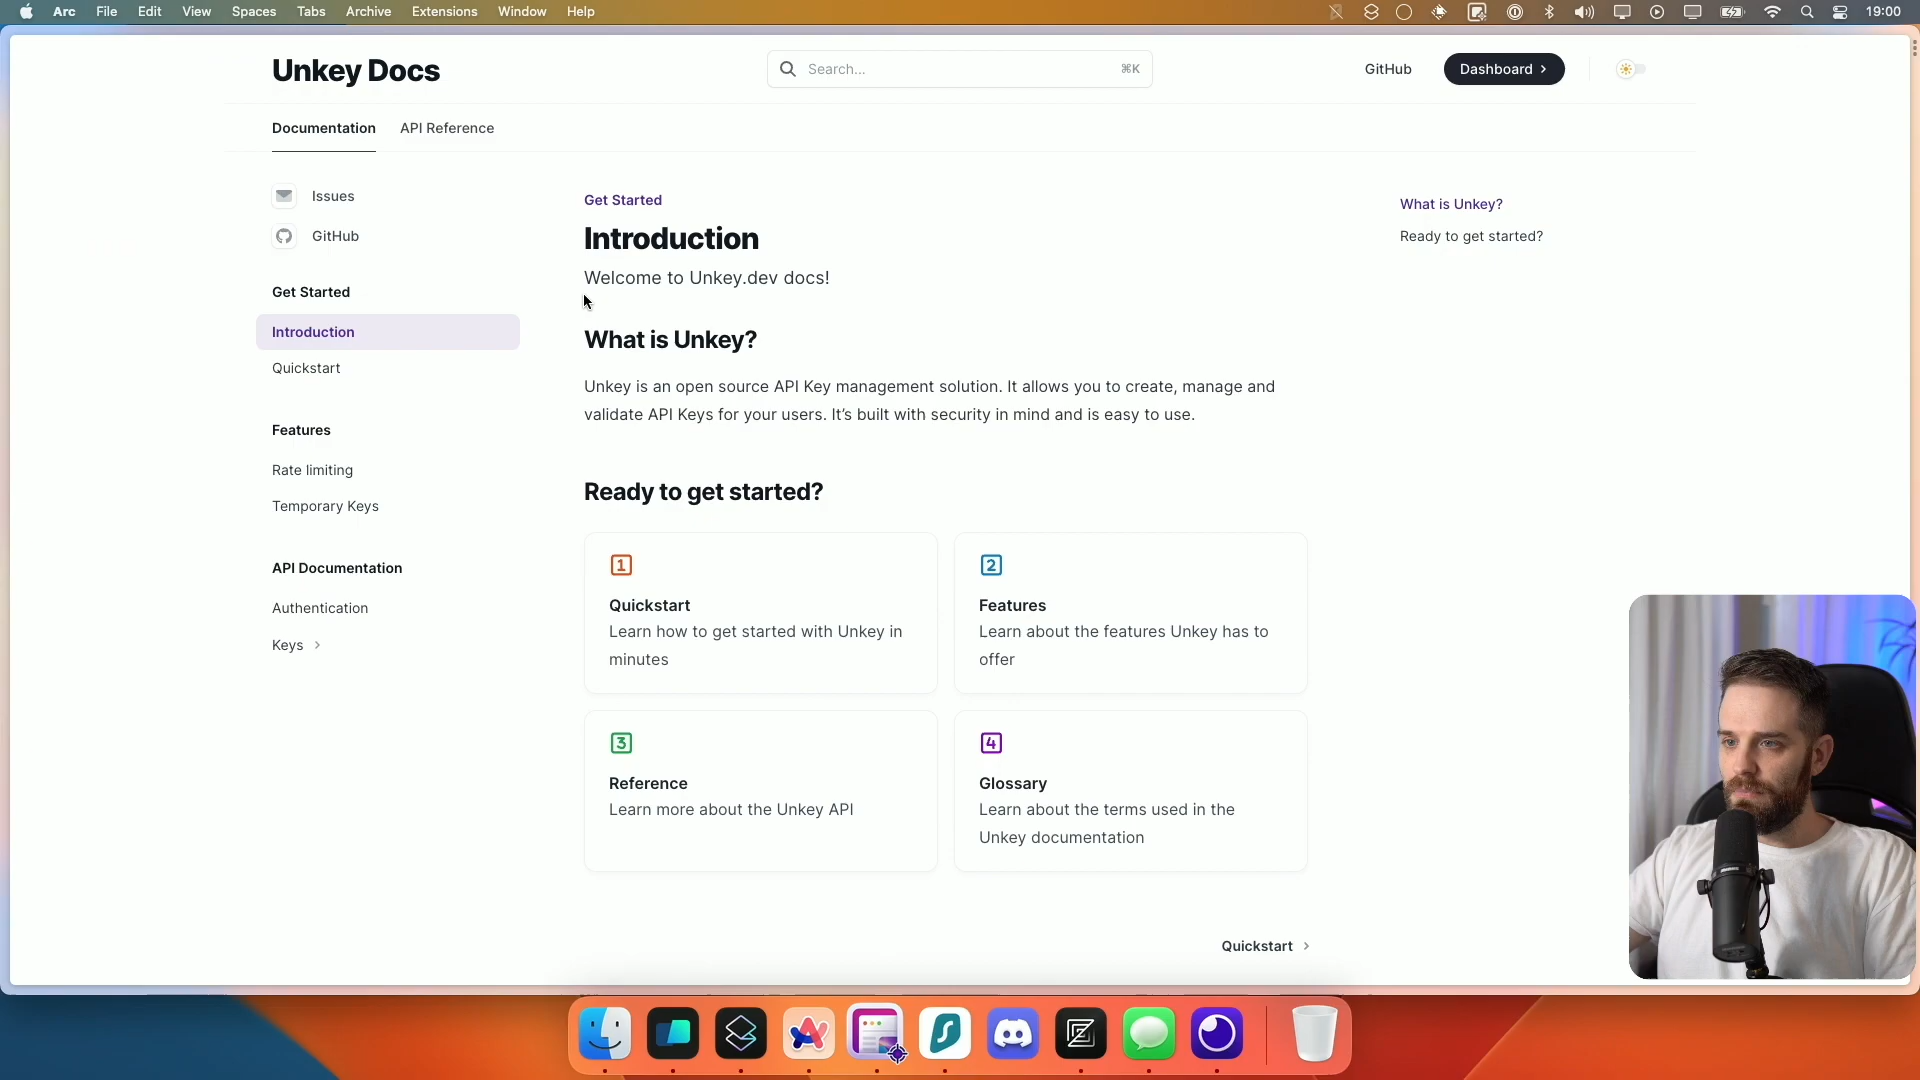 Arc File Edit View Spaces Tabs Archive Extensions Window Help 19:00
Unkey Docs
Search... ⌘K
GitHub
Dashboard
Documentation
API Reference
Issues
GitHub
Get Started
Introduction
Quickstart
Features
Rate limiting
Temporary Keys
API Documentation
Authentication
Keys
Get Started
Introduction
Welcome to Unkey.dev docs!
What is Unkey?
Unkey is an open source API Key management solution. It allows you to create, manage and
validate API Keys for your users. It’s built with security in mind and is easy to use.
Ready to get started?
1
Quickstart
Learn how to get started with Unkey in
minutes
2
Features
Learn about the features Unkey has to
offer
3
Reference
Learn more about the Unkey API
4
Glossary
Learn about the terms used in the
Unkey documentation
Quickstart
What is Unkey?
Ready to get started?